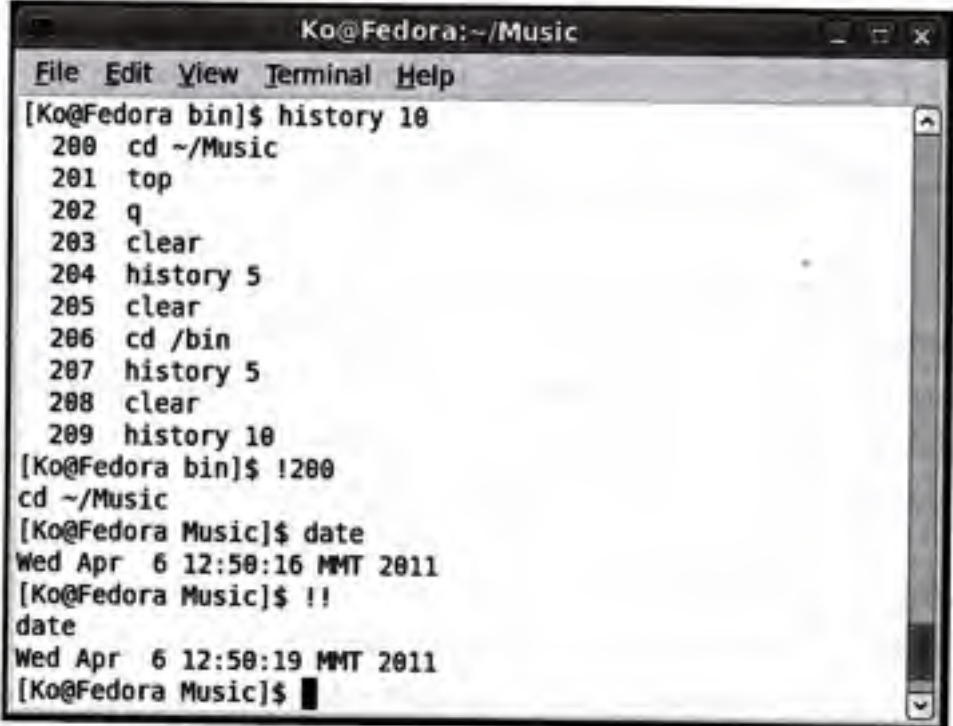 Ko@Fedora:~/Music
File Edit View Terminal Help
[Ko@Fedora bin]$ history 10
200 cd ~/Music
201 top
202 q
203 clear
204 history 5
205 clear
206 cd /bin
207 history 5
208 clear
209 history 10
[Ko@Fedora bin]$ !200
cd ~/Music
[Ko@Fedora Music]$ date
Wed Apr  6 12:50:16 MMT 2011
[Ko@Fedora Music]$ !!
date
Wed Apr  6 12:50:19 MMT 2011
[Ko@Fedora Music]$